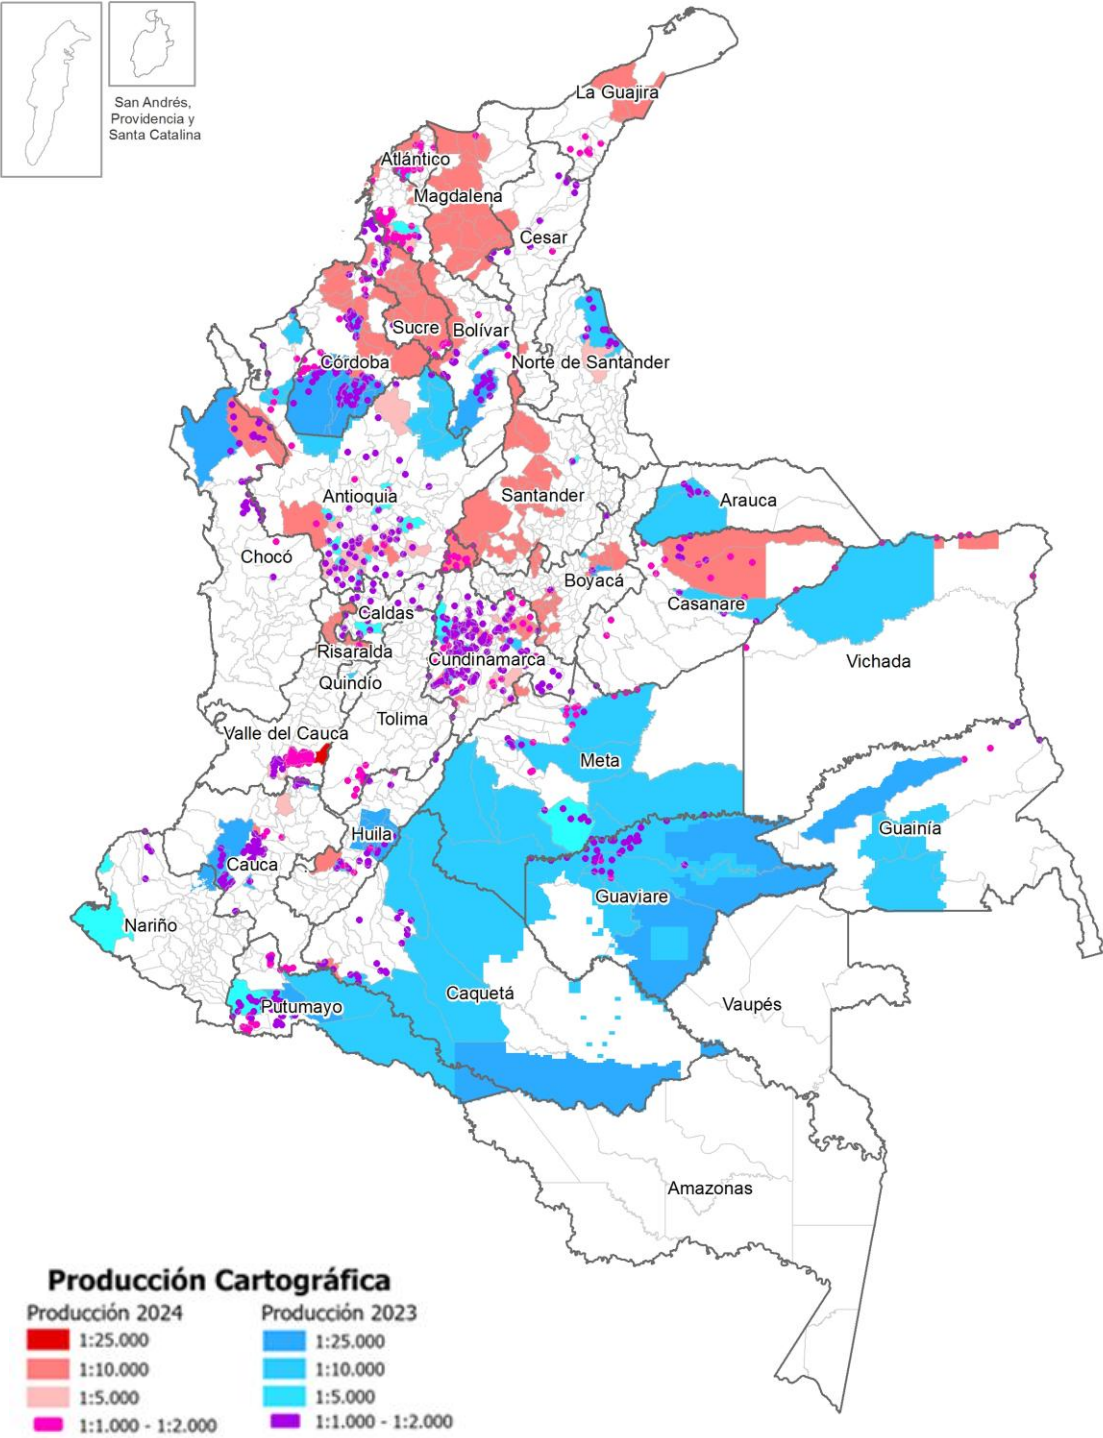 San Andrés,
Providencia y
Santa Catalina
La Guajira
Atlántico
Magdalena
Cesar
Sucre
Bolívar
Córdoba
Norte de Santander
Antioquia
Santander
Arauca
Chocó
Boyacá
Casanare
Caldas
Risaralda
Cundinamarca
Vichada
Quindío
Tolima
Valle del Cauca
Meta
Guainía
Huila
Cauca
Guaviare
Nariño
Caquetá
Putumayo
Vaupés
Amazonas
Producción Cartográfica
Producción 2024
1:25.000
1:10.000
1:5.000
1:1.000 - 1:2.000
Producción 2023
1:25.000
1:10.000
1:5.000
1:1.000 - 1:2.000